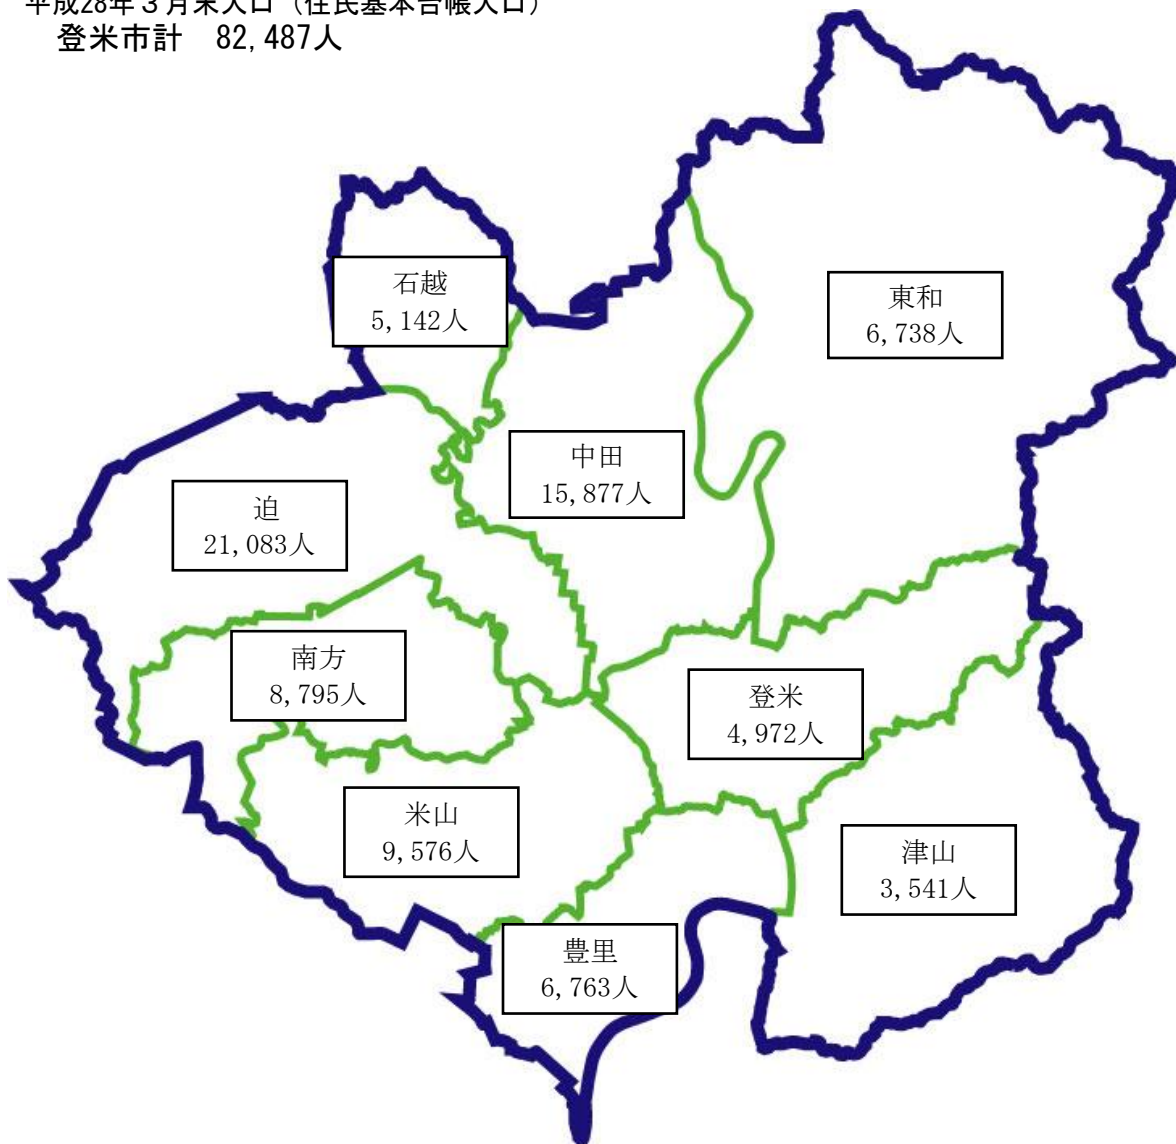 平成28年３月末人口（住民基本台帳人口）
登米市計　82,487人
石越
5,142人
東和
6,738人
中田
15,877人
迫
21,083人
南方
8,795人
登米
4,972人
米山
9,576人
津山
3,541人
豊里
6,763人